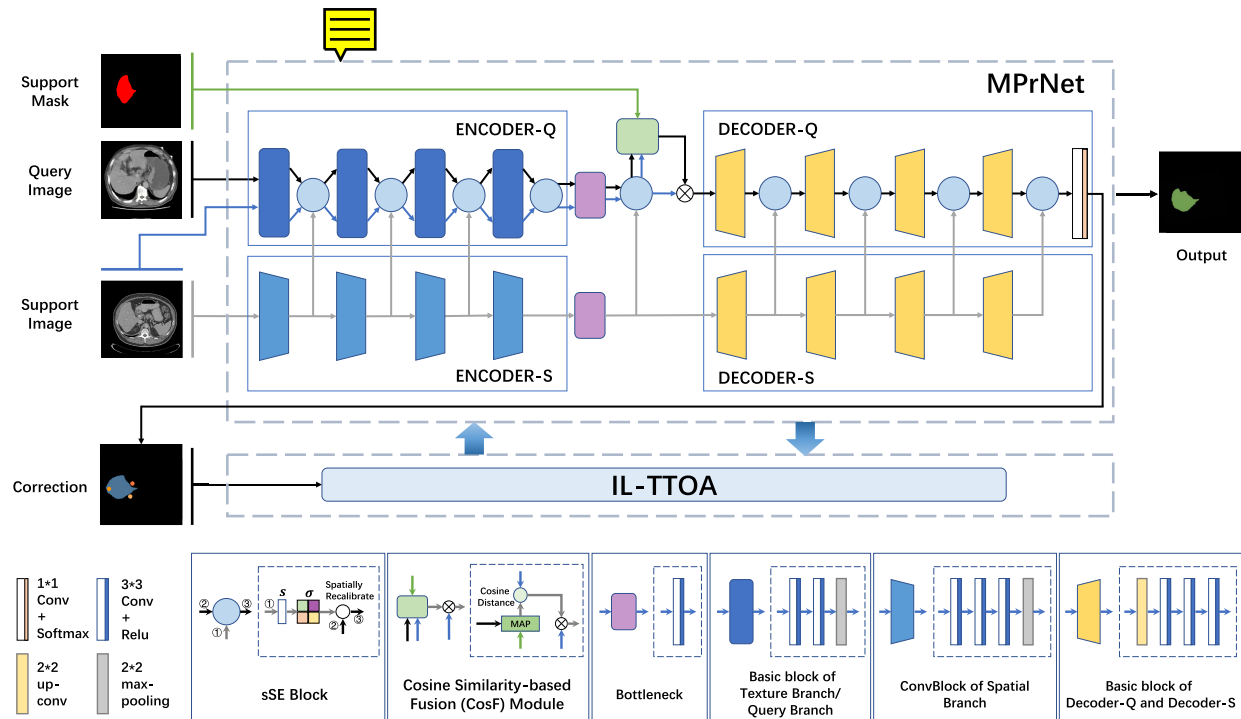 Support
Mask
MPrNet
ENCODER-Q
DECODER-Q
Query
Image
Output
Support
Image
ENCODER-S
DECODER-S
Correction
IL-TTOA
1*1
Conv
+
Softmax
3*3
Conv
+
Relu
2*2
up-
conv
2*2
max-
pooling
②
③
①
①
s
σ
Spatially
Recalibrate
②
③
sSE Block
Cosine
Distance
MAP
Cosine Similarity-based
Fusion (CosF) Module
Bottleneck
Basic block of
Texture Branch/
Query Branch
ConvBlock of Spatial
Branch
Basic block of
Decoder-Q and Decoder-S